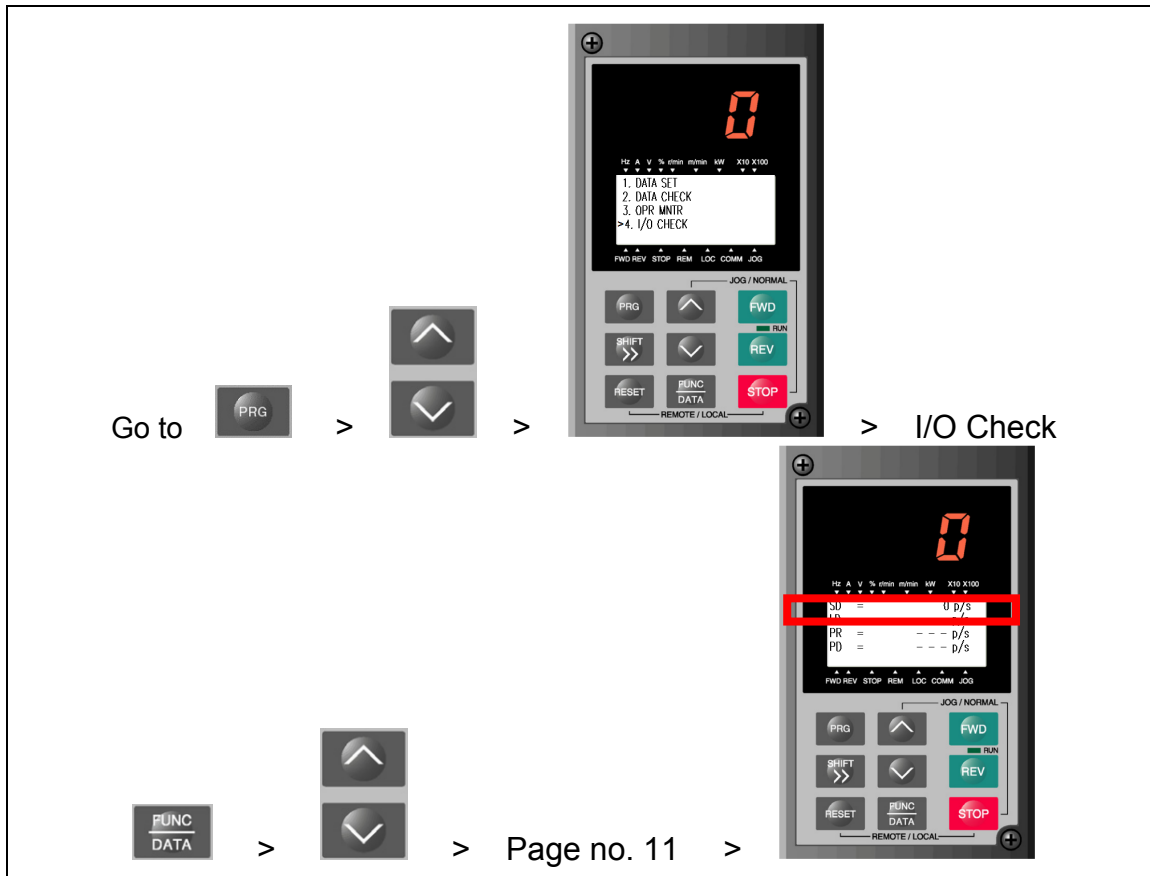 0
Hz A V % r/min m/min kW X10 X100
1. DATA SET
2. DATA CHECK
3. OPR MNTR
>4. I/O CHECK
FWD REV STOP REM LOC COMM JOG
JOG / NORMAL
PRG FWD
RUN
SHIFT >> REV
RESET FUNC DATA STOP
REMOTE / LOCAL
Go to PRG > > > I/O Check
0
Hz A V % r/min m/min kW X10 X100
SD = 0 p/s
PR = --- p/s
PD = --- p/s
FWD REV STOP REM LOC COMM JOG
JOG / NORMAL
PRG FWD
RUN
SHIFT >> REV
RESET FUNC DATA STOP
REMOTE / LOCAL
FUNC DATA > > Page no. 11 >